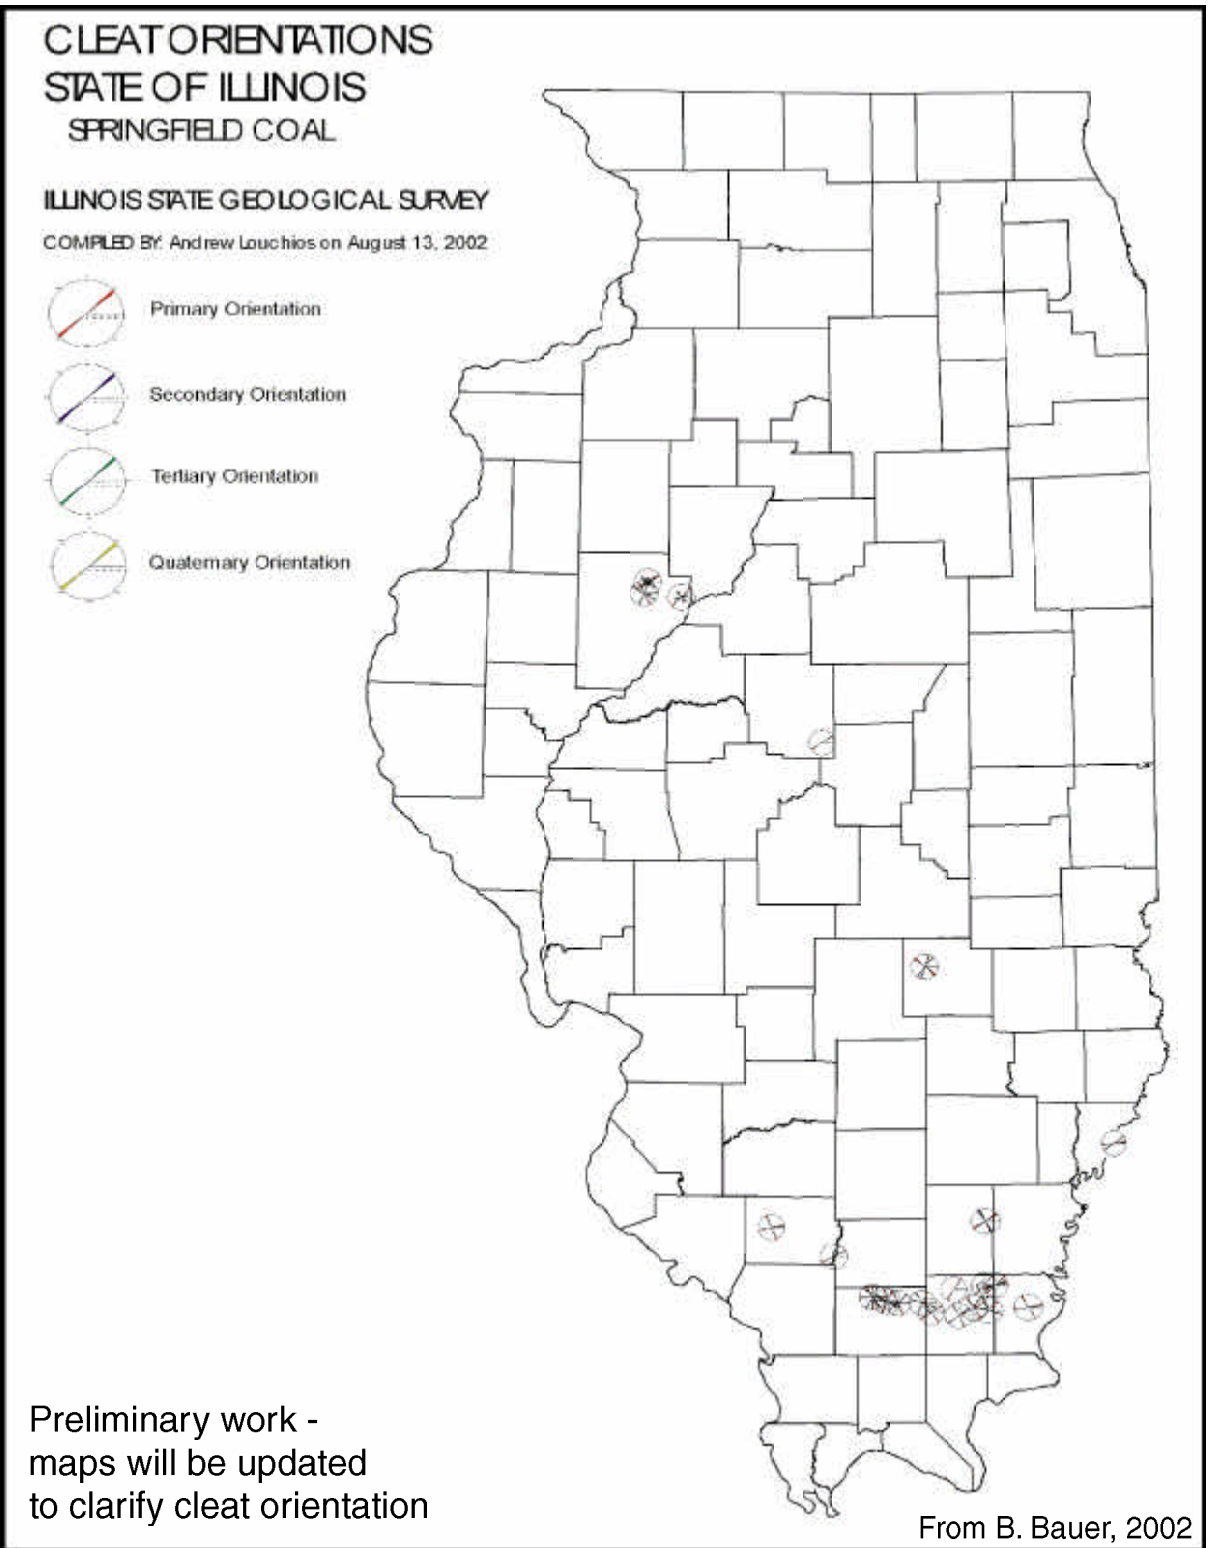 CLEAT ORIENTATIONS
STATE OF ILLINOIS
SPRINGFIELD COAL
ILLINOIS STATE GEOLOGICAL SURVEY
COMPILED BY: Andrew Louchios on August 13, 2002
Primary Orientation
Secondary Orientation
Tertiary Orientation
Quaternary Orientation
Preliminary work -
maps will be updated
to clarify cleat orientation
From B. Bauer, 2002